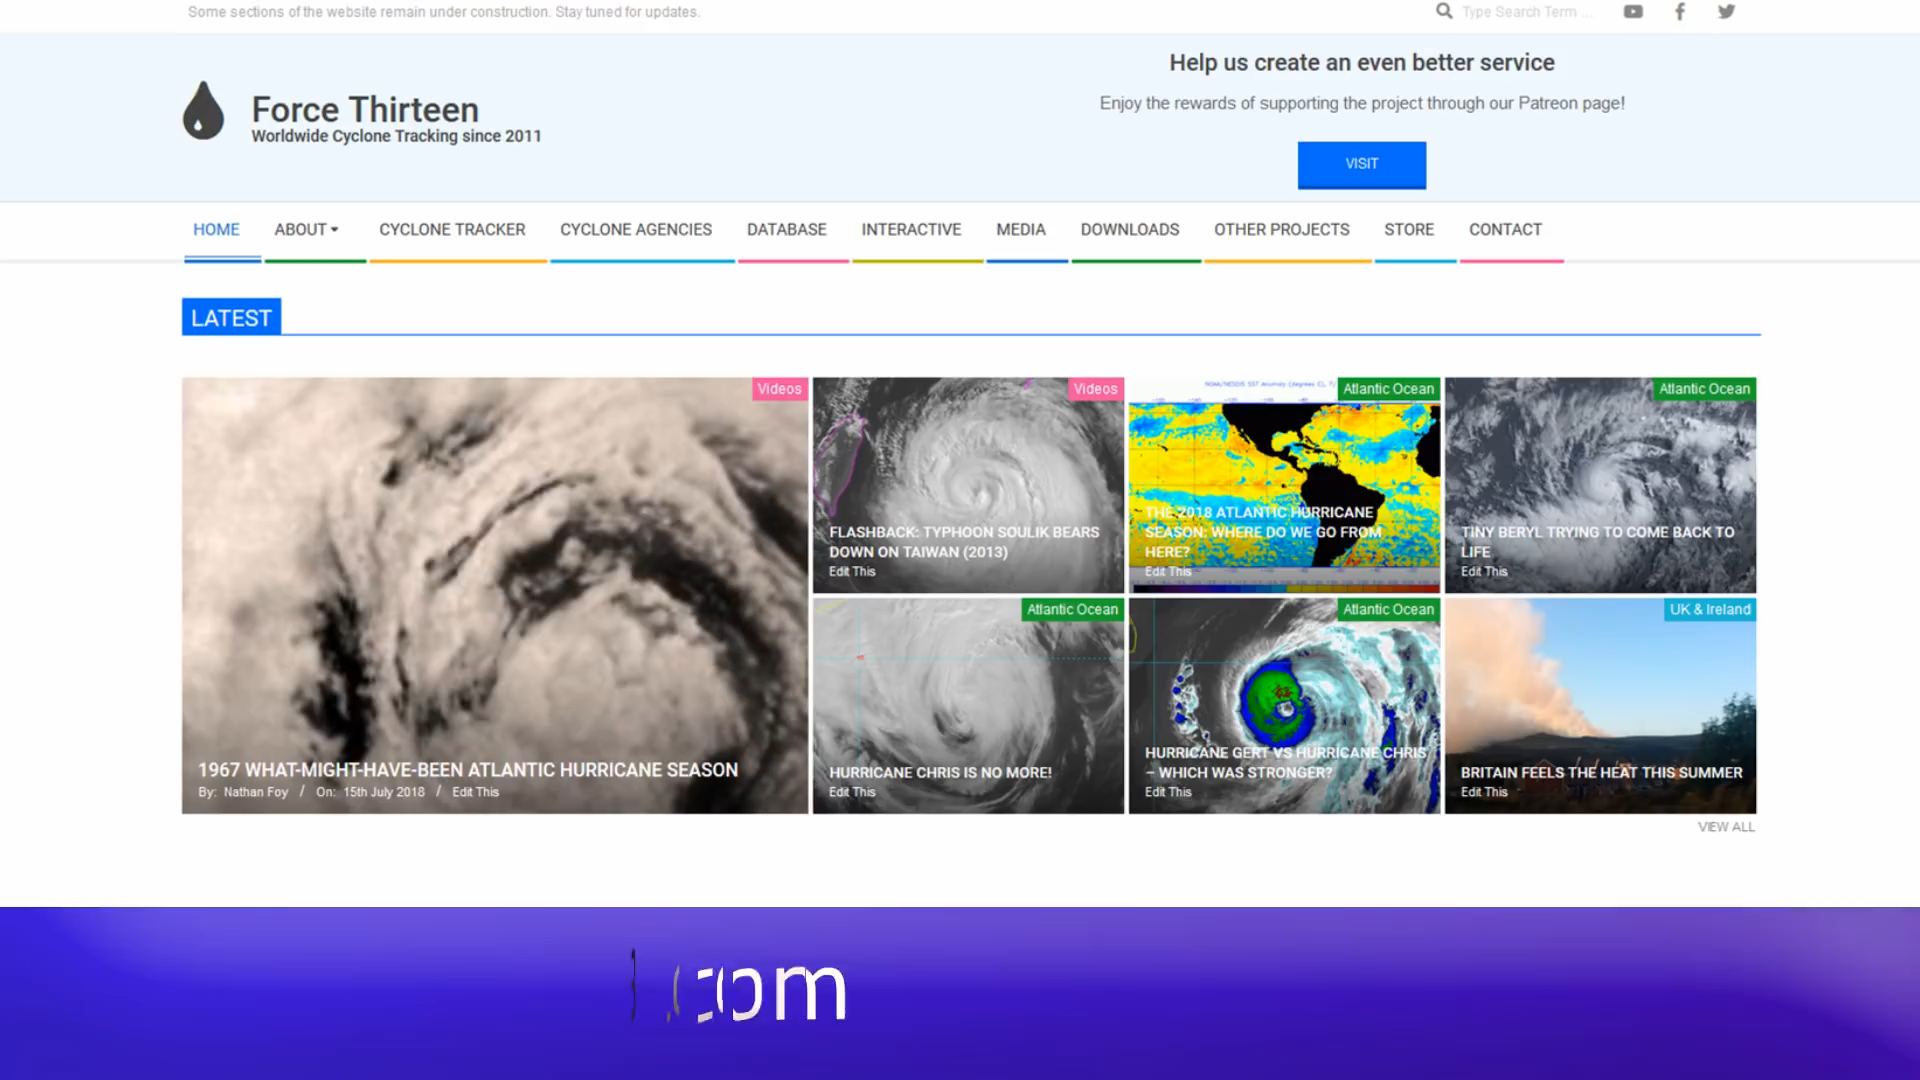 Some sections of the website remain under construction. Stay tuned for updates.
Type Search Term ...
Force Thirteen
Worldwide Cyclone Tracking since 2011
Help us create an even better service
Enjoy the rewards of supporting the project through our Patreon page!
VISIT
HOME ABOUT CYCLONE TRACKER CYCLONE AGENCIES DATABASE INTERACTIVE MEDIA DOWNLOADS OTHER PROJECTS STORE CONTACT
LATEST
Videos
1967 WHAT-MIGHT-HAVE-BEEN ATLANTIC HURRICANE SEASON
By: Nathan Foy / On: 15th July 2018 / Edit This
Videos
FLASHBACK: TYPHOON SOULIK BEARS
DOWN ON TAIWAN (2013)
Edit This
NOAA/NESDIS SST Anomaly (degrees C), 7/
Atlantic Ocean
THE 2018 ATLANTIC HURRICANE
SEASON: WHERE DO WE GO FROM
HERE?
Edit This
Atlantic Ocean
TINY BERYL TRYING TO COME BACK TO
LIFE
Edit This
Atlantic Ocean
HURRICANE CHRIS IS NO MORE!
Edit This
Atlantic Ocean
HURRICANE GERT VS HURRICANE CHRIS
– WHICH WAS STRONGER?
Edit This
UK & Ireland
BRITAIN FEELS THE HEAT THIS SUMMER
Edit This
VIEW ALL
.com